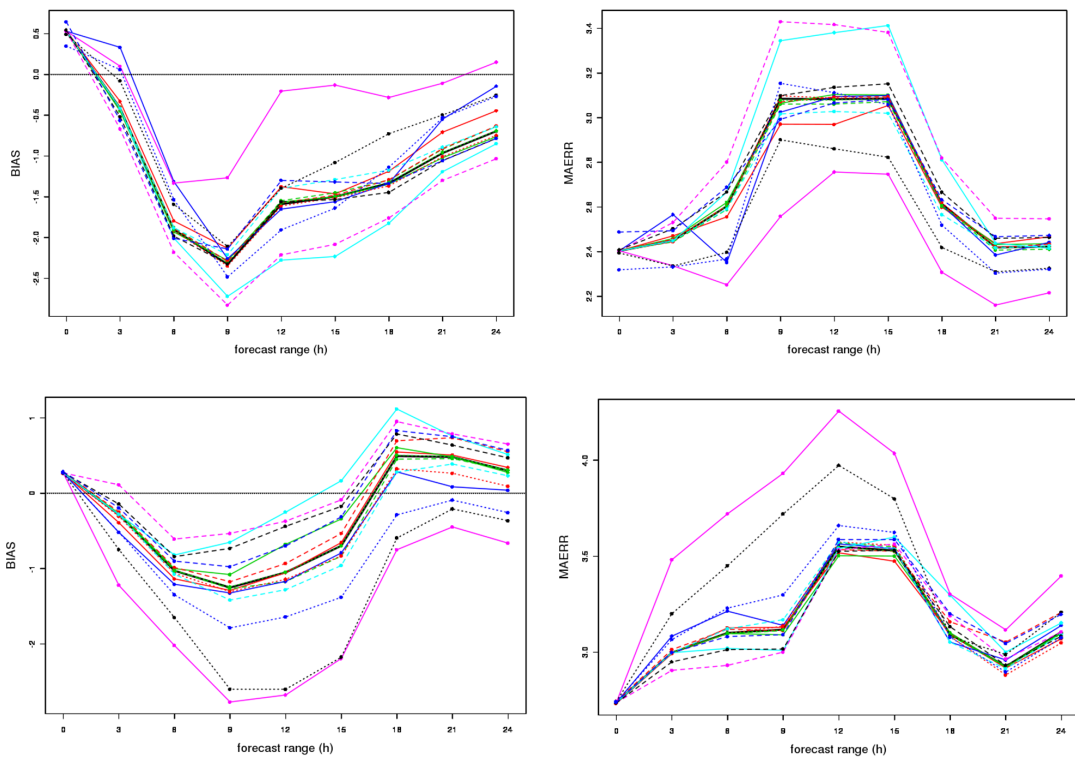 BIAS
0.5
0.0
-0.5
-1.0
-1.5
-2.0
-2.5
0 3 6 9 12 15 18 21 24
forecast range (h)
MAERR
3.4
3.2
3.0
2.8
2.6
2.4
2.2
0 3 6 9 12 15 18 21 24
forecast range (h)
BIAS
1
0
-1
-2
0 3 6 9 12 15 18 21 24
forecast range (h)
MAERR
4.0
3.5
3.0
0 3 6 9 12 15 18 21 24
forecast range (h)